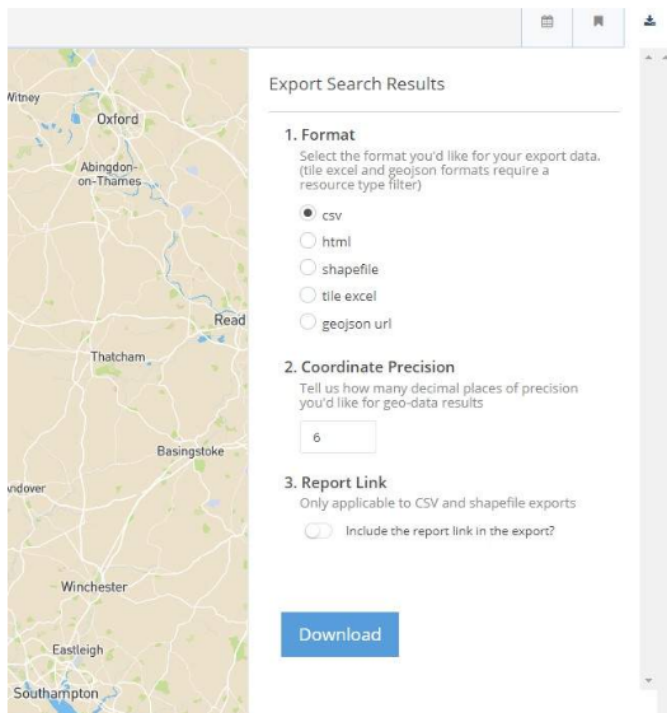 Export Search Results
1. Format
Select the format you'd like for your export data.
(tile excel and geojson formats require a
resource type filter)
csv
html
shapefile
tile excel
geojson url
2. Coordinate Precision
Tell us how many decimal places of precision
you'd like for geo-data results
6
3. Report Link
Only applicable to CSV and shapefile exports
Include the report link in the export?
Download
Witney
Oxford
Abingdon-
on-Thames
Read
Thatcham
Basingstoke
ndover
Winchester
Eastleigh
Southampton